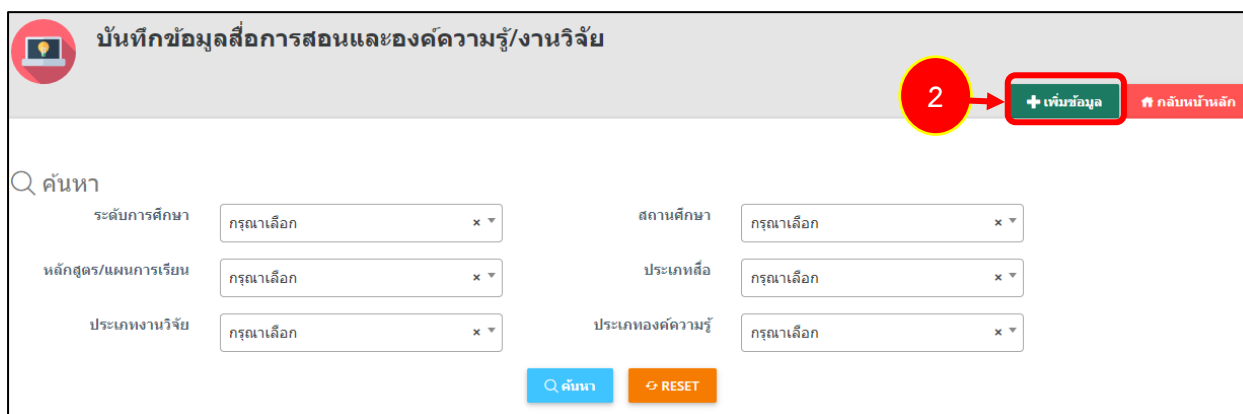 บันทึกข้อมูลสื่อการสอนและองค์ความรู้/งานวิจัย
2
เพิ่มข้อมูล กลับหน้าหลัก
ค้นหา
ระดับการศึกษา กรุณาเลือก × สถานศึกษา กรุณาเลือก ×
หลักสูตร/แผนการเรียน กรุณาเลือก × ประเภทสื่อ กรุณาเลือก ×
ประเภทงานวิจัย กรุณาเลือก × ประเภทองค์ความรู้ กรุณาเลือก ×
ค้นหา RESET